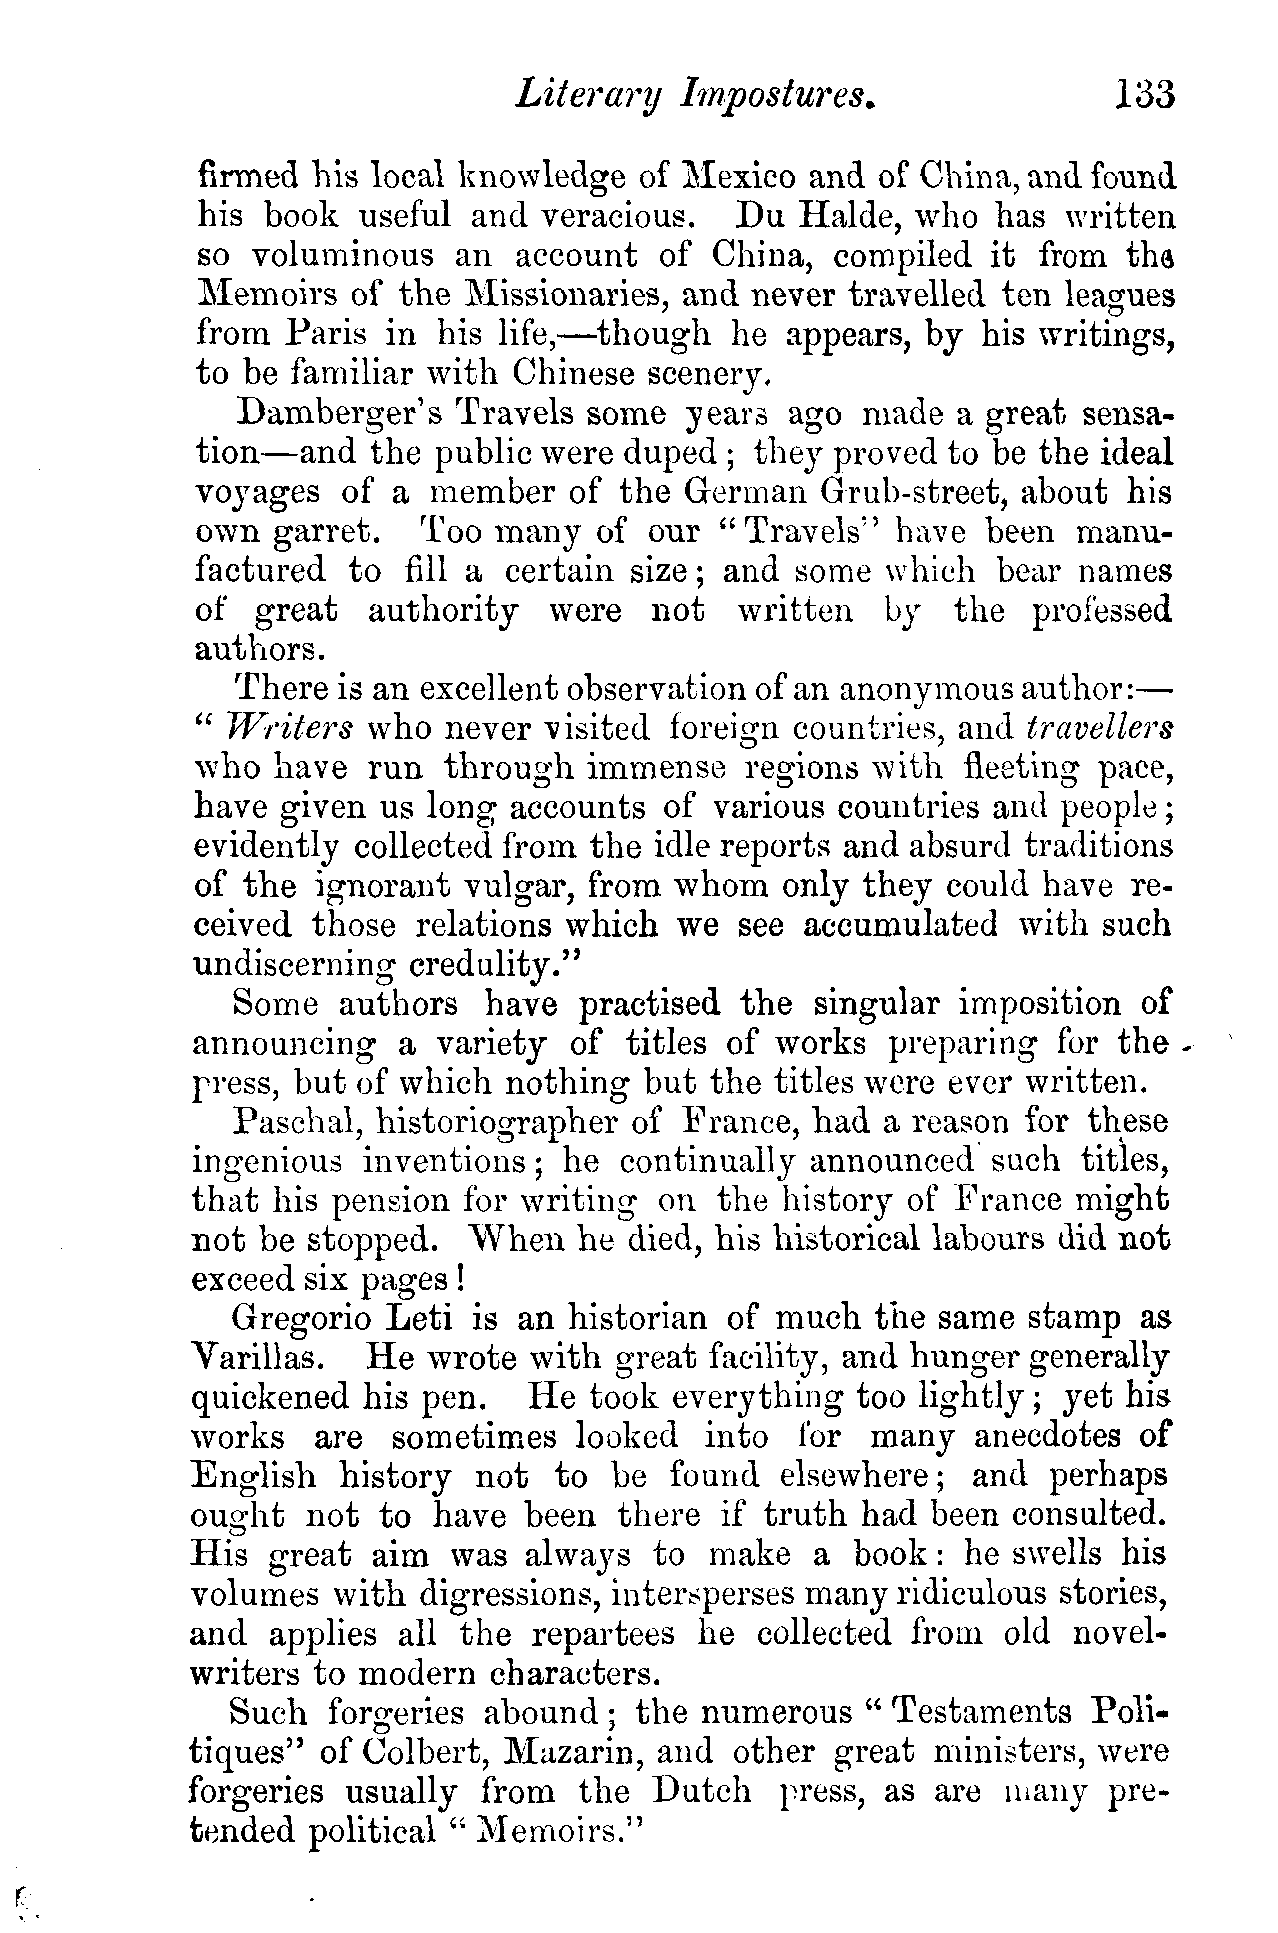 Literary Impostures. 133
firmed his local knowledge of Mexico and of China, and found
his book useful and veracious. Du Halde, who has written
so voluminous an account of China, compiled it from the
Memoirs of the Missionaries, and never travelled ten leagues
from Paris in his life,—though he appears, by his writings,
to be familiar with Chinese scenery.
Damberger's Travels some years ago made a great sensa-
tion—and the public were duped ; they proved to be the ideal
voyages of a member of the German Grub-street, about his
own garret. Too many of our “ Travels” have been manu-
factured to fill a certain size ; and some which bear names
of great authority were not written by the professed
authors.
There is an excellent observation of an anonymous author:—
“ Writers who never visited foreign countries, and travellers
who have run through immense regions with fleeting pace,
have given us long accounts of various countries and people ;
evidently collected from the idle reports and absurd traditions
of the ignorant vulgar, from whom only they could have re-
ceived those relations which we see accumulated with such
undiscerning credulity.”
Some authors have practised the singular imposition of
announcing a variety of titles of works preparing for the
press, but of which nothing but the titles were ever written.
Paschal, historiographer of France, had a reason for these
ingenious inventions ; he continually announced such titles,
that his pension for writing on the history of France might
not be stopped. When he died, his historical labours did not
exceed six pages !
Gregorio Leti is an historian of much the same stamp as
Varillas. He wrote with great facility, and hunger generally
quickened his pen. He took everything too lightly ; yet his
works are sometimes looked into for many anecdotes of
English history not to be found elsewhere ; and perhaps
ought not to have been there if truth had been consulted.
His great aim was always to make a book : he swells his
volumes with digressions, intersperses many ridiculous stories,
and applies all the repartees he collected from old novel-
writers to modern characters.
Such forgeries abound ; the numerous “ Testaments Poli-
tiques” of Colbert, Mazarin, and other great ministers, were
forgeries usually from the Dutch press, as are many pre-
tended political “ Memoirs.”